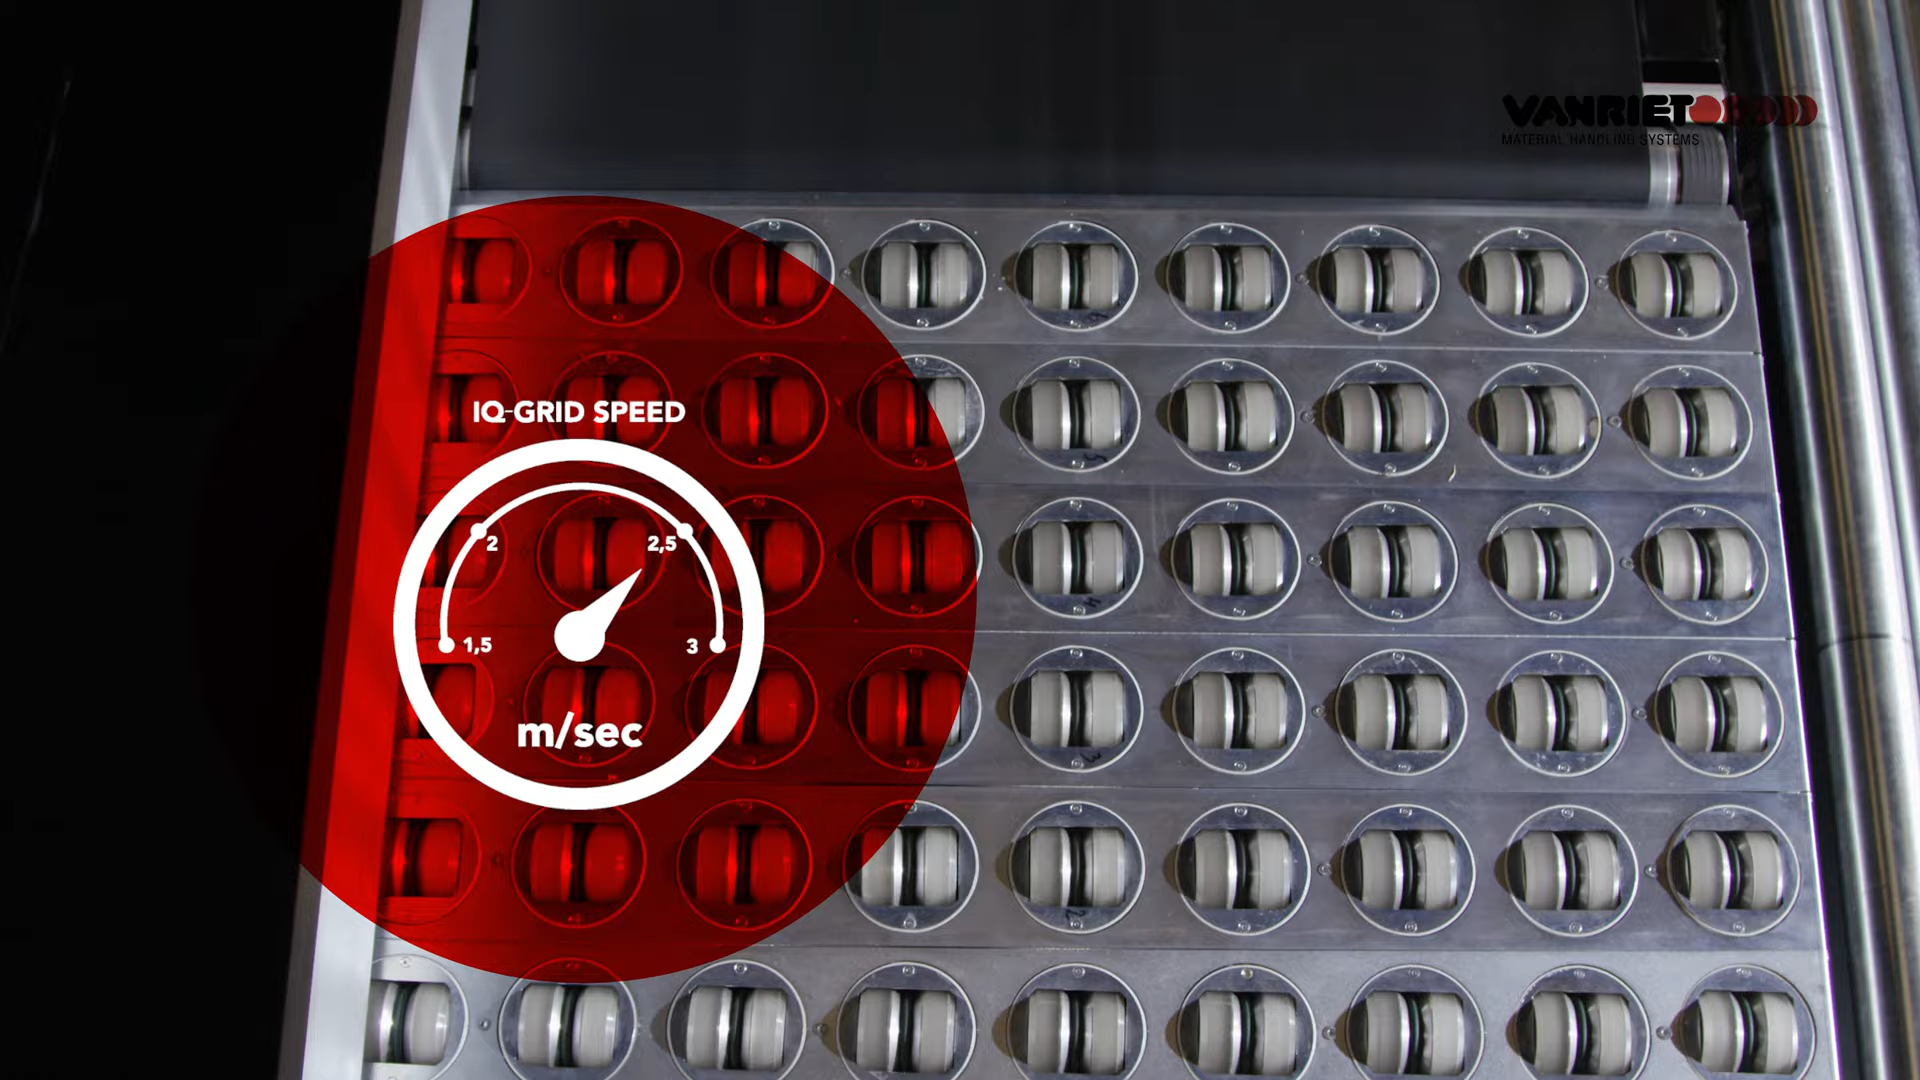 VANRIET
MATERIAL HANDLING SYSTEMS
IQ-GRID SPEED
2
2,5
1,5
3
m/sec